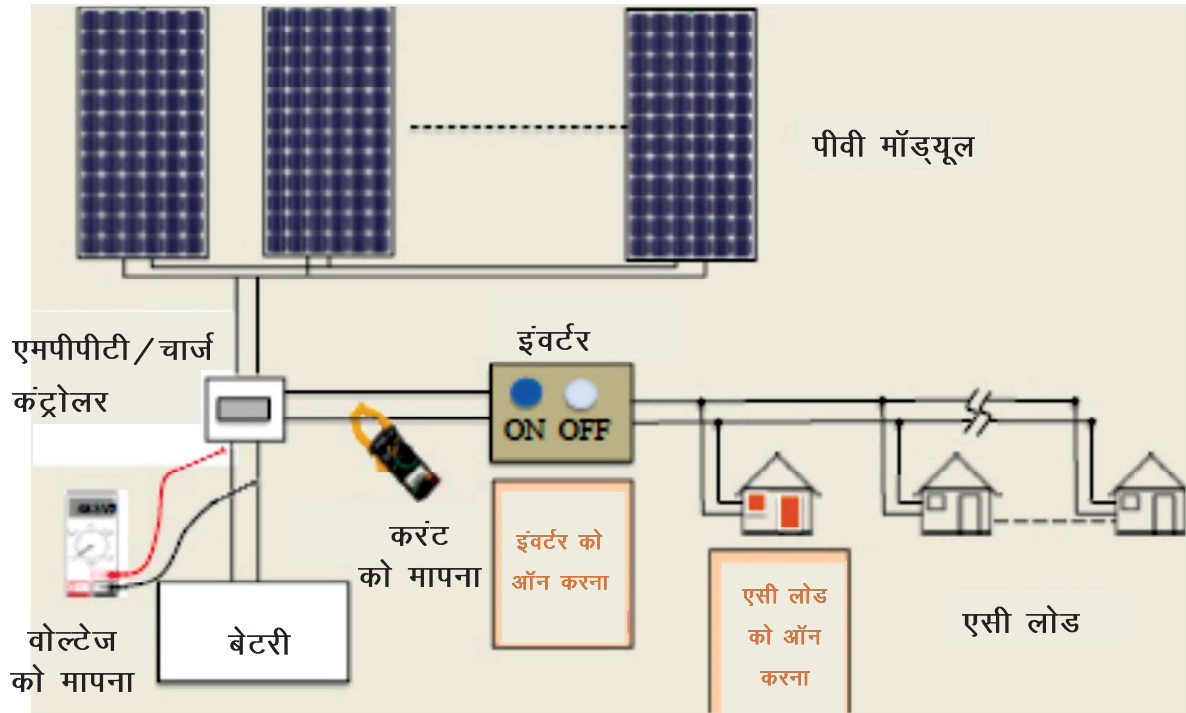 पीवी मॉड्यूल
एमपीपीटी/चार्ज
कंट्रोलर
इंवर्टर
ON OFF
करंट
को मापना
इंवर्टर को
ऑन करना
एसी लोड
को ऑन
करना
एसी लोड
वोल्टेज
को मापना
बेटरी